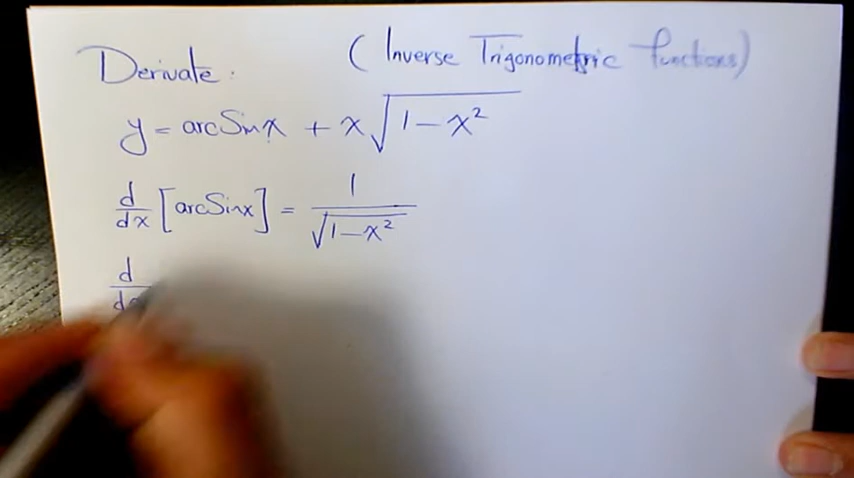 Derivate: (Inverse Trigonometric functions)
y = arcSinx + x√(1-x²)
d/dx [arcSinx] = 1/√(1-x²)
d/d